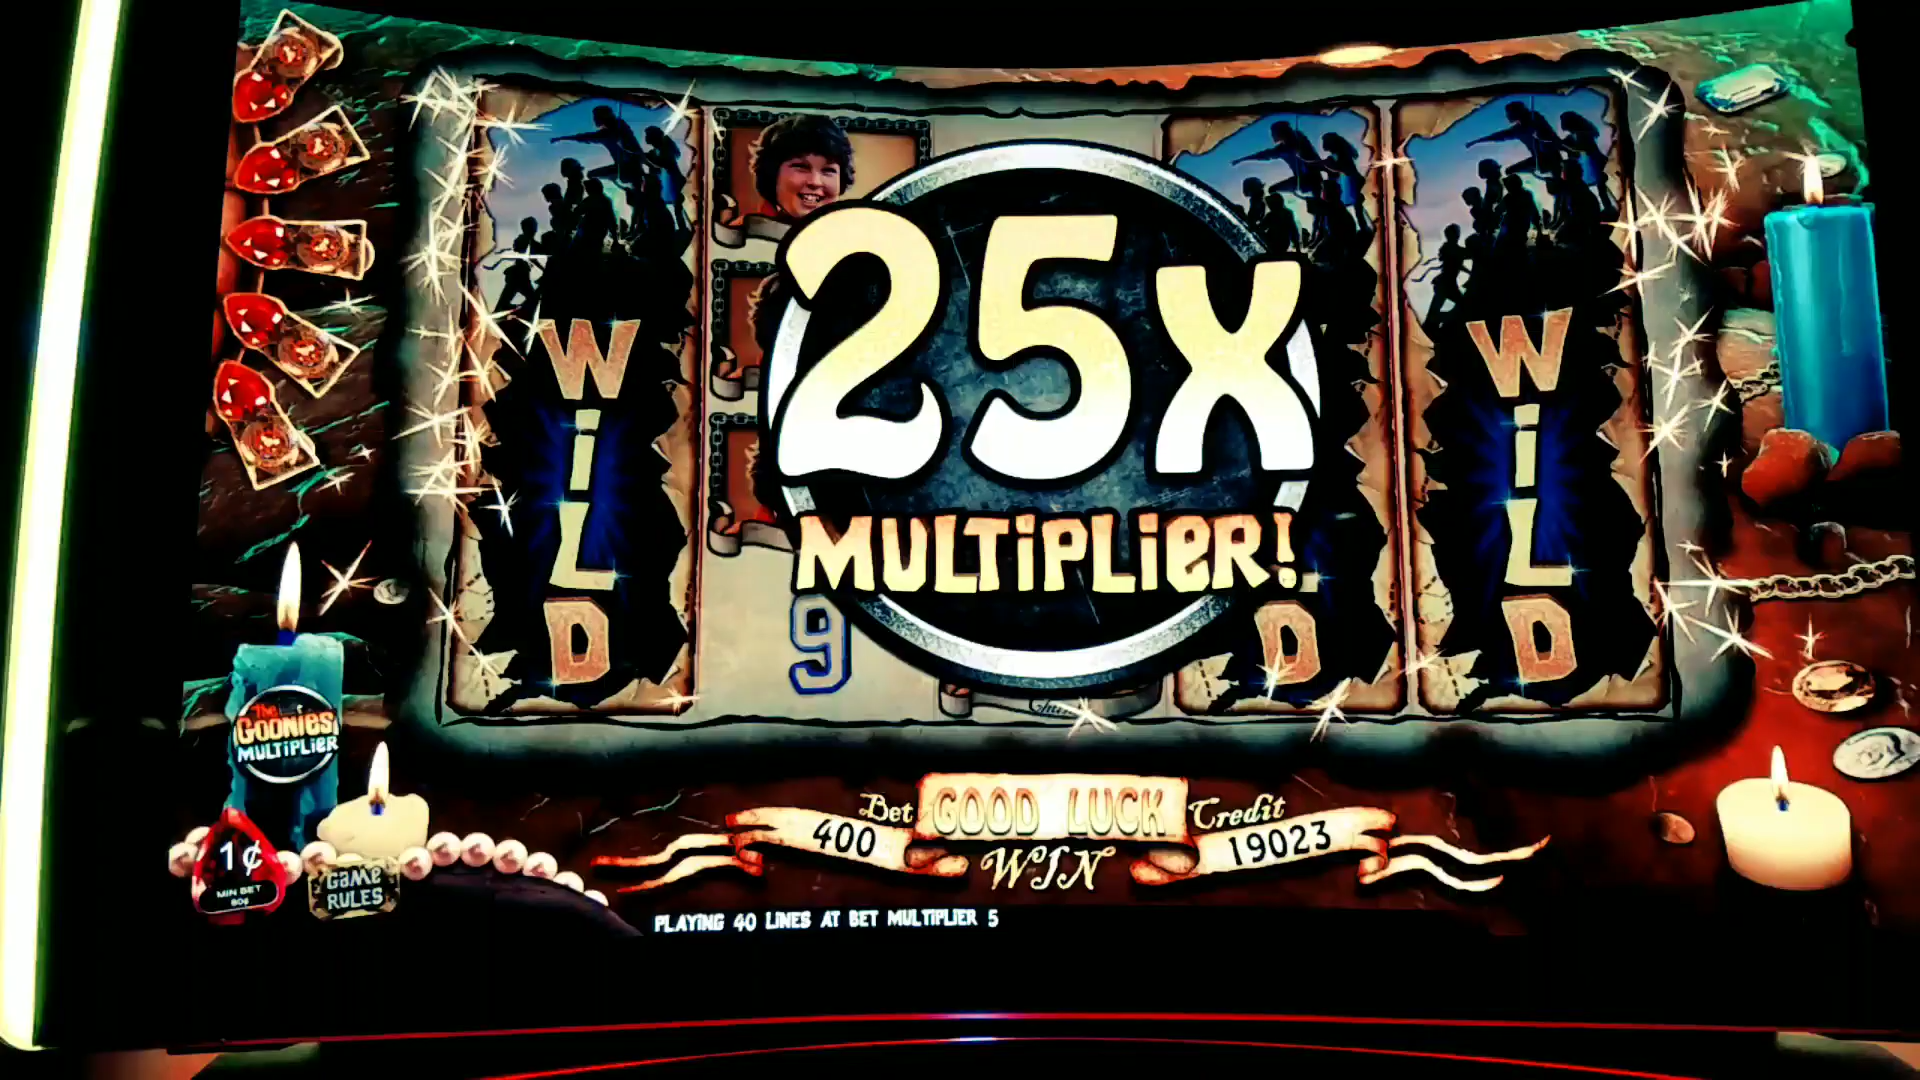 25X
MULTiPLiER!
WiLD
D
WiLD
9
The
GOONiES
MULTiPLiER
1¢
MIN BET
80¢
GAME
RULES
Bet
400
GOOD LUCK
WIN
Credit
19023
PLAYING 40 LINES AT BET MULTIPLIER 5